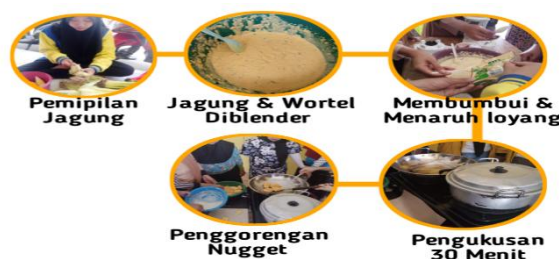 Pemipilan
Jagung
Jagung & Wortel
Diblender
Membumbui &
Menaruh loyang
Penggorengan
Nugget
Pengukusan
30 Menit